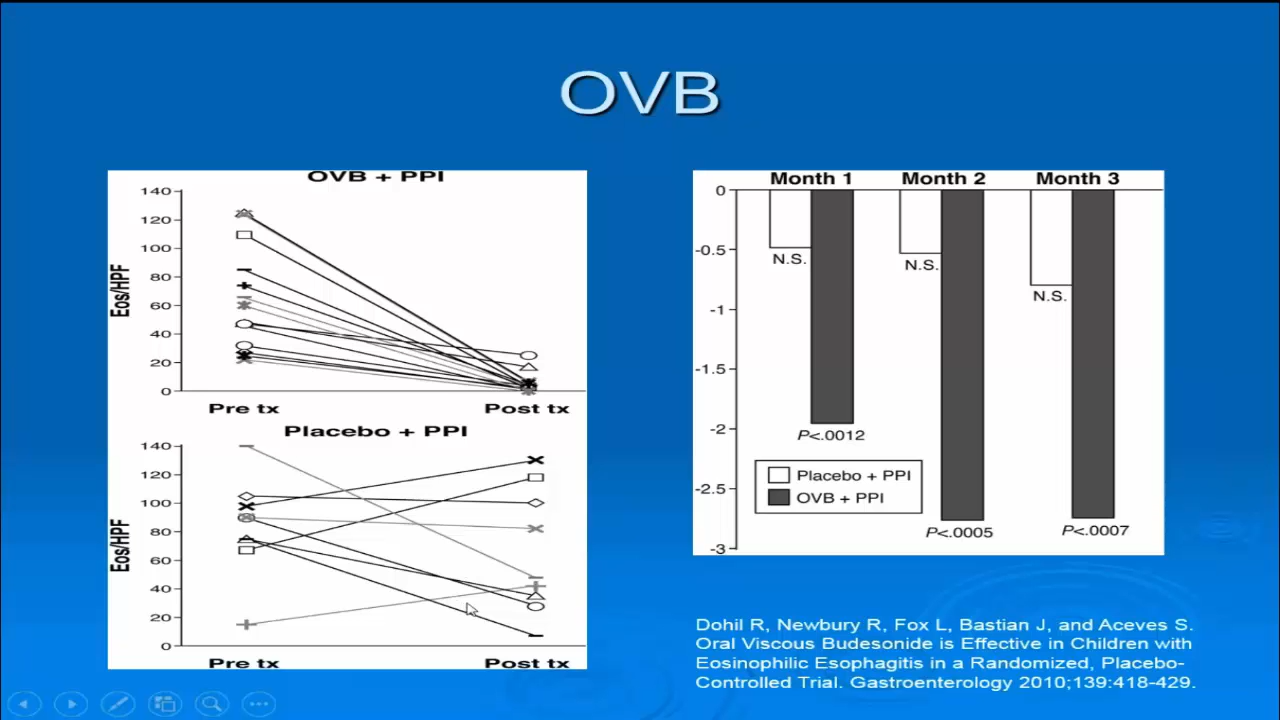 OVB
OVB + PPI
140
120
100
80
60
40
20
0
Eos/HPF
Pre tx
Post tx
Placebo + PPI
140
120
100
80
60
40
20
0
Eos/HPF
Pre tx
Post tx
Month 1 Month 2 Month 3
0
-0.5
-1
-1.5
-2
-2.5
-3
N.S.
N.S.
N.S.
P<.0012
P<.0005
P<.0007
Placebo + PPI
OVB + PPI
Dohil R, Newbury R, Fox L, Bastian J, and Aceves S.
Oral Viscous Budesonide is Effective in Children with
Eosinophilic Esophagitis in a Randomized, Placebo-
Controlled Trial. Gastroenterology 2010;139:418-429.